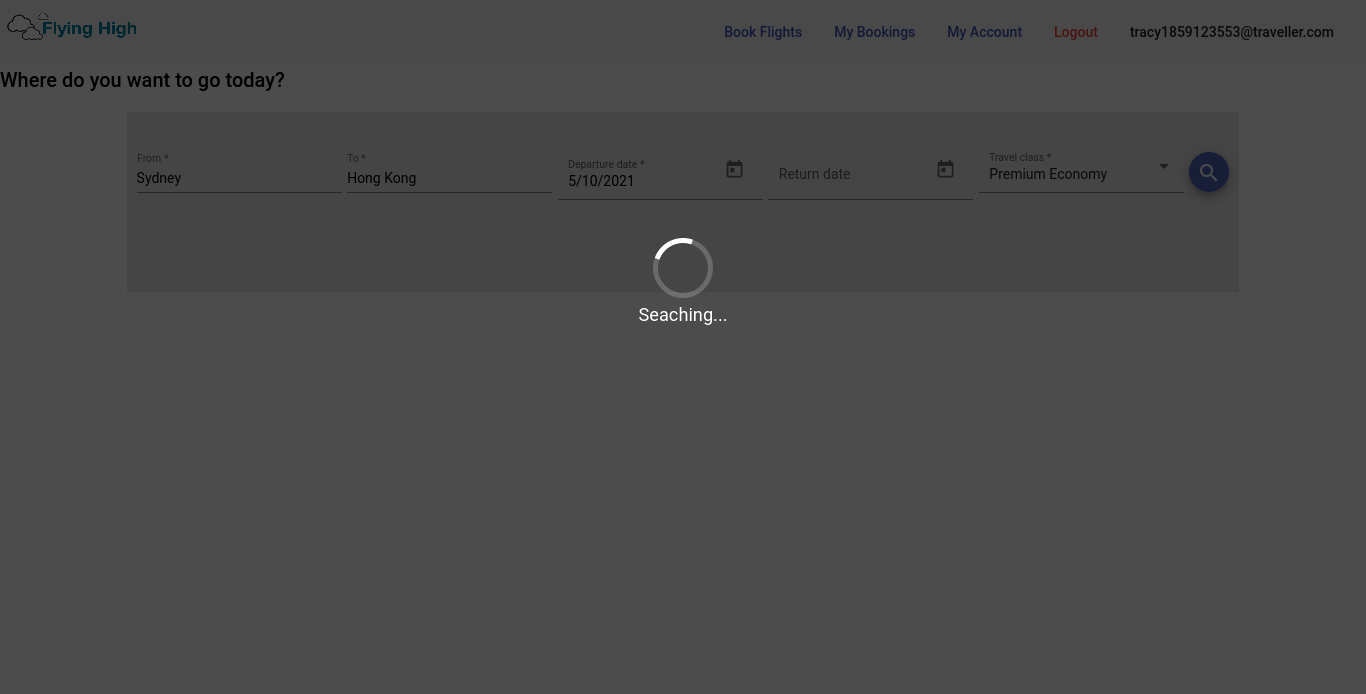 Flying High
Book Flights
My Bookings
My Account
Logout
tracy1859123553@traveller.com
Where do you want to go today?
From *
Sydney
To *
Hong Kong
Departure date *
5/10/2021
Return date
Travel class *
Premium Economy
Seaching...